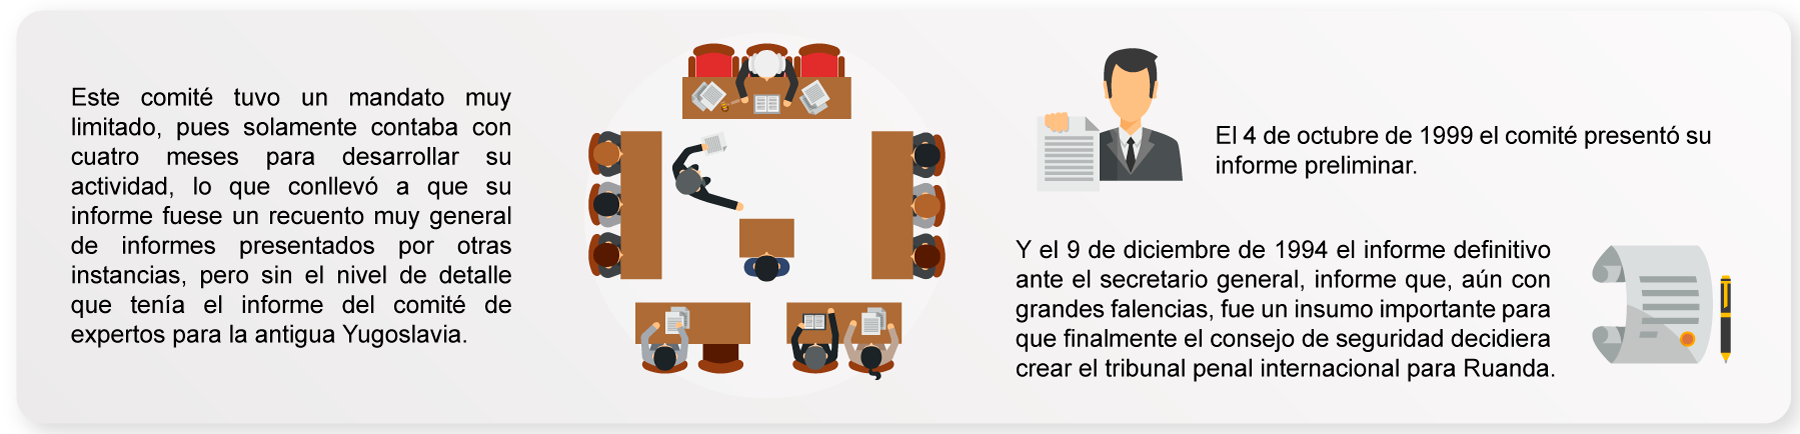 Este comité tuvo un mandato muy
limitado, pues solamente contaba con
cuatro meses para desarrollar su
actividad, lo que conllevó a que su
informe fuese un recuento muy general
de informes presentados por otras
instancias, pero sin el nivel de detalle
que tenía el informe del comité de
expertos para la antigua Yugoslavia.
El 4 de octubre de 1999 el comité presentó su
informe preliminar.
Y el 9 de diciembre de 1994 el informe definitivo
ante el secretario general, informe que, aún con
grandes falencias, fue un insumo importante para
que finalmente el consejo de seguridad decidiera
crear el tribunal penal internacional para Ruanda.